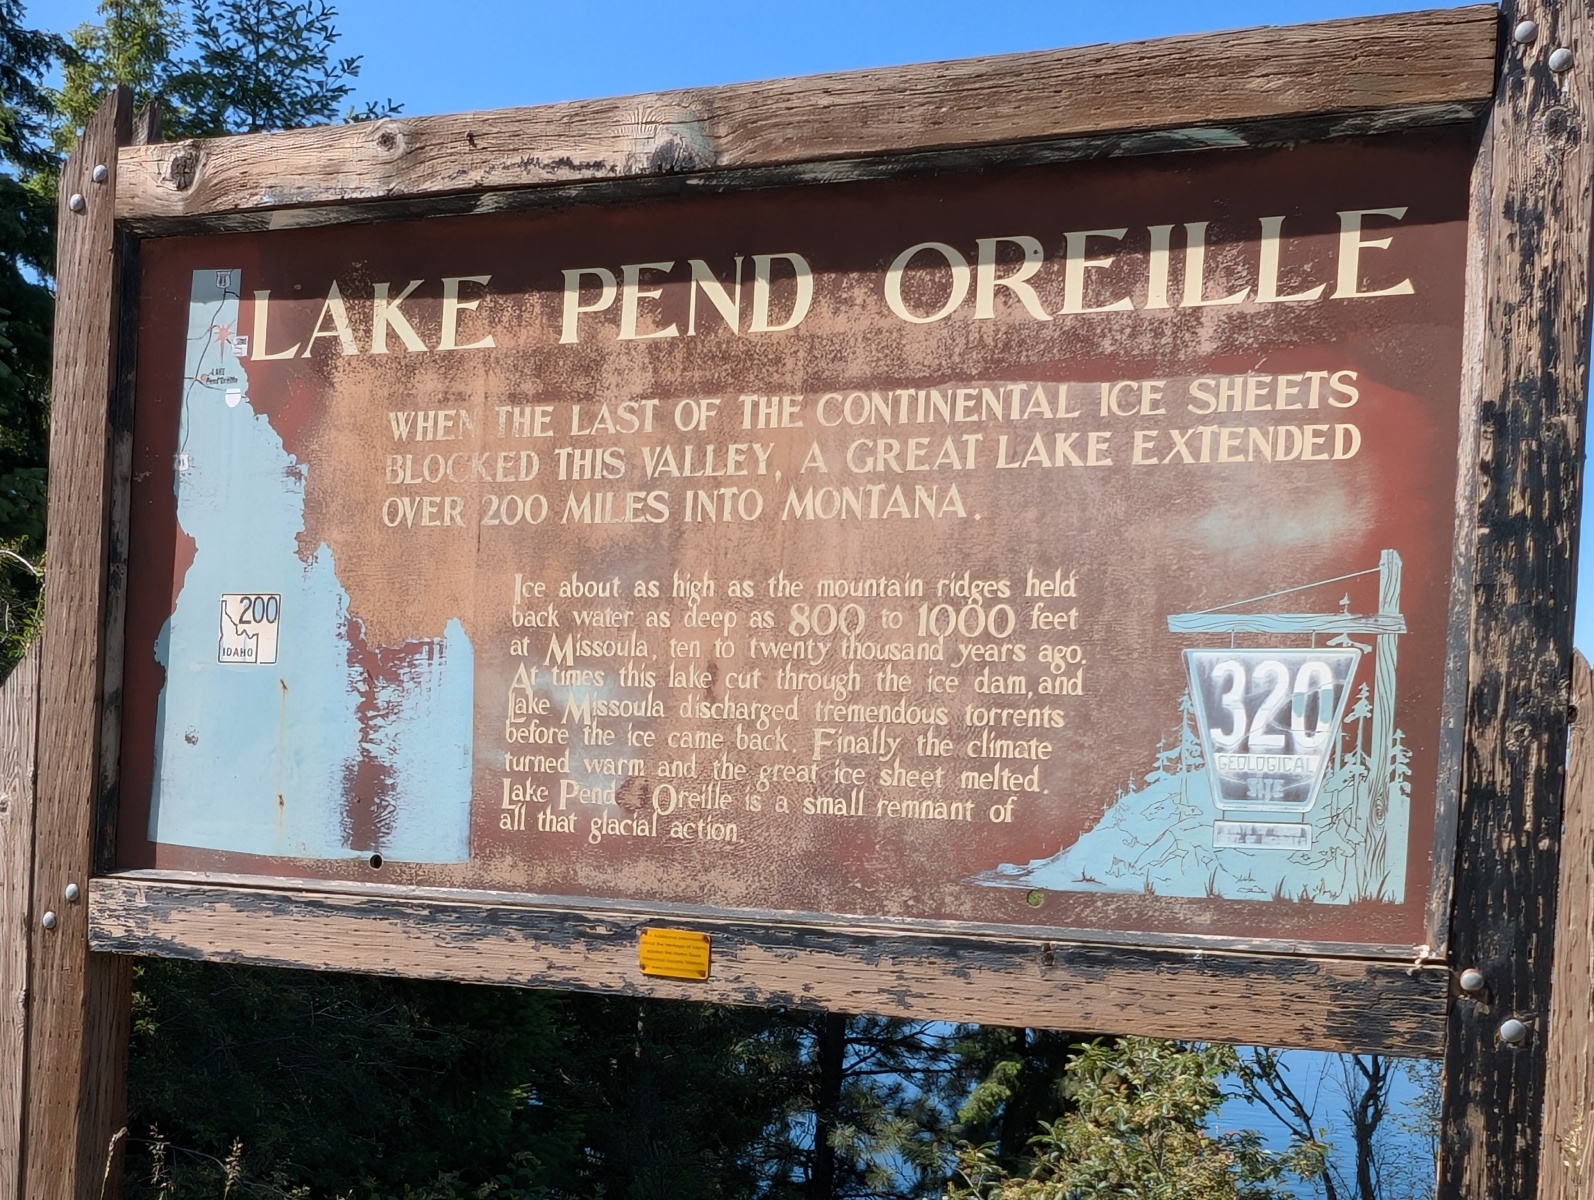 LAKE PEND OREILLE
WHEN THE LAST OF THE CONTINENTAL ICE SHEETS
BLOCKED THIS VALLEY, A GREAT LAKE EXTENDED
OVER 200 MILES INTO MONTANA.
Ice about as high as the mountain ridges held
back water as deep as 800 to 1000 feet
at Missoula, ten to twenty thousand years ago.
At times this lake cut through the ice dam, and
Lake Missoula discharged tremendous torrents
before the ice came back. Finally the climate
turned warm and the great ice sheet melted.
Lake Pend Oreille is a small remnant of
all that glacial action
LAKE
Pend Oreille
200
IDAHO
320
GEOLOGICAL
SITE